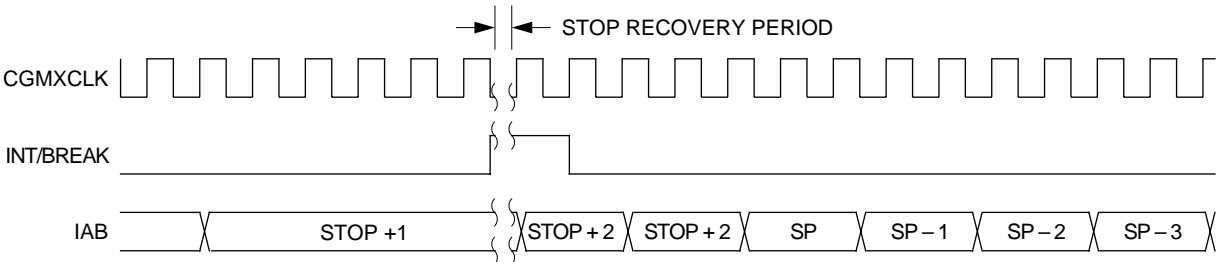 STOP RECOVERY PERIOD
CGMXCLK
INT/BREAK
IAB STOP +1 STOP + 2 STOP + 2 SP SP – 1 SP – 2 SP – 3